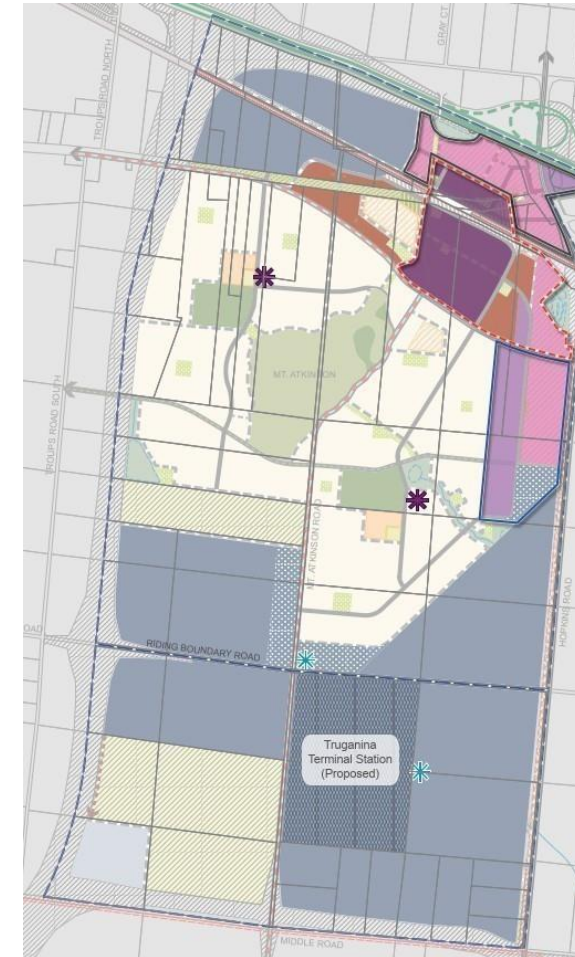 GRAY CT
TROUPS ROAD NORTH
MT. ATKINSON
TROUPS ROAD SOUTH
MT. ATKINSON ROAD
HOPKINS ROAD
OAD
RIDING BOUNDARY ROAD
Truganina
Terminal Station
(Proposed)
MIDDLE ROAD